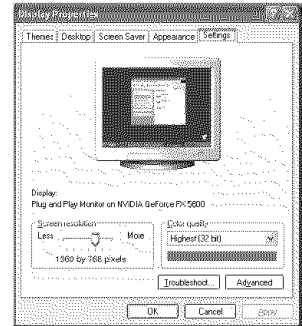 Display Properties
Themes Desktop Screen Saver Appearance Settings
Display:
Plug and Play Monitor on NVIDIA GeForce FX 5600
Screen resolution
Less More
by 768 pixels
Color quality
Highest (32 bit)
Troubleshoot... Advanced
OK Cancel Apply